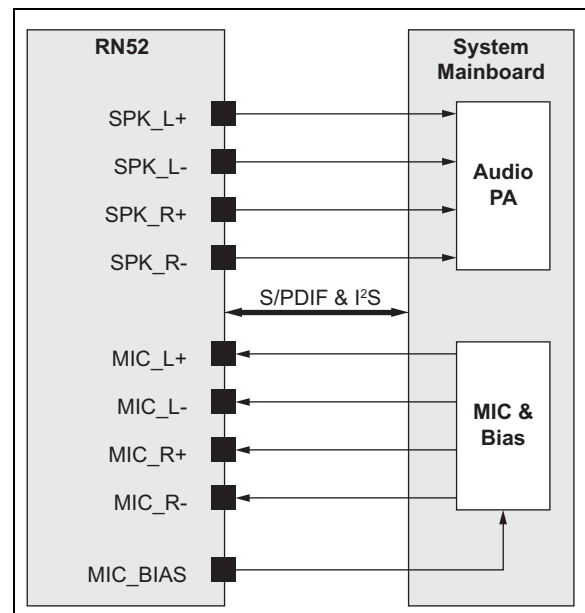 RN52
System
Mainboard
SPK_L+
SPK_L-
SPK_R+
SPK_R-
Audio
PA
S/PDIF & I²S
MIC_L+
MIC_L-
MIC_R+
MIC_R-
MIC_BIAS
MIC &
Bias